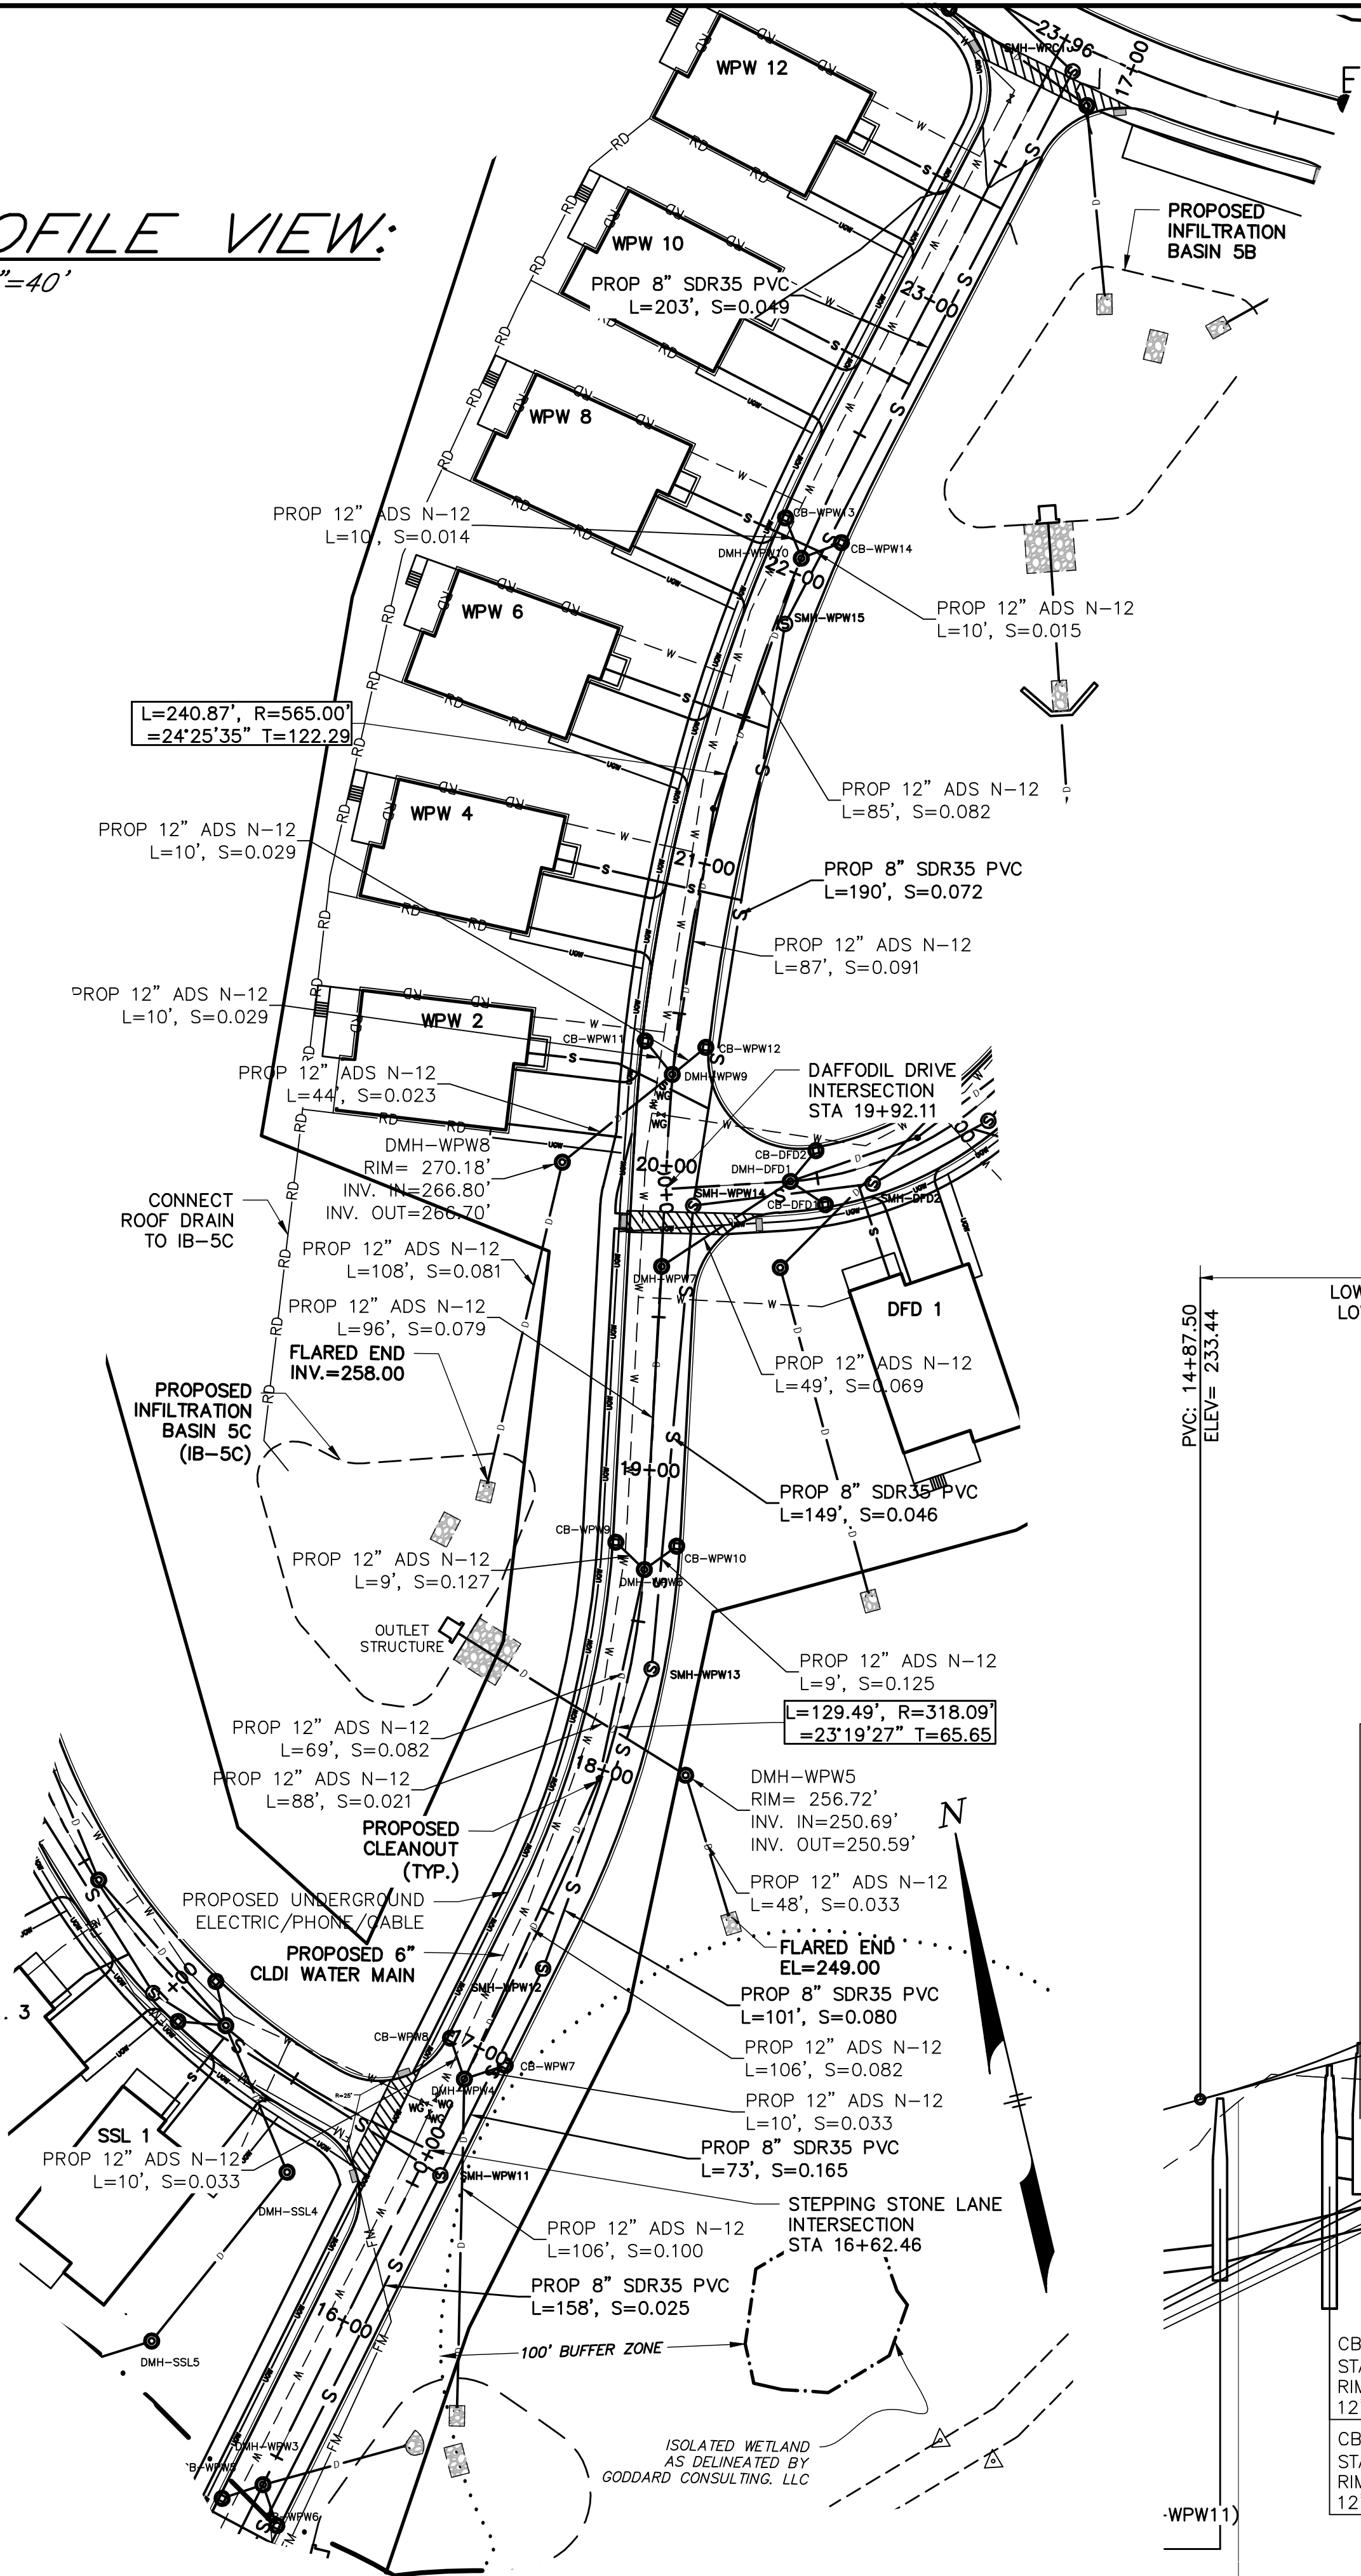 OFILE VIEW:
"=40'
WPW 12
23+96
17+00
WPW 10
PROP 8" SDR35 PVC
L=203', S=0.049
23+00
PROPOSED
INFILTRATION
BASIN 5B
WPW 8
PROP 12" ADS N-12
L=10', S=0.014
CB-WPW13
DMH-WPW10
CB-WPW14
22+00
SMH-WPW15
PROP 12" ADS N-12
L=10', S=0.015
WPW 6
L=240.87', R=565.00'
=24°25'35" T=122.29
PROP 12" ADS N-12
L=85', S=0.082
WPW 4
PROP 12" ADS N-12
L=10', S=0.029
21+00
PROP 8" SDR35 PVC
L=190', S=0.072
PROP 12" ADS N-12
L=87', S=0.091
PROP 12" ADS N-12
L=10', S=0.029
WPW 2
CB-WPW11
CB-WPW12
DMH-WPW9
PROP 12" ADS N-12
L=44', S=0.023
DAFFODIL DRIVE
INTERSECTION
STA 19+92.11
DMH-WPW8
RIM= 270.18'
INV. IN=266.80'
INV. OUT=266.70'
20+00
CB-DFD2
DMH-DFD1
SMH-WPW14
CB-DFD1
SMH-DFD2
CONNECT
ROOF DRAIN
TO IB-5C
PROP 12" ADS N-12
L=108', S=0.081
DMH-WPW7
DFD 1
PROP 12" ADS N-12
L=96', S=0.079
FLARED END
INV.=258.00
PROP 12" ADS N-12
L=49', S=0.069
PROPOSED
INFILTRATION
BASIN 5C
(IB-5C)
PVC: 14+87.50
ELEV= 233.44
19+00
PROP 8" SDR35 PVC
L=149', S=0.046
CB-WPW9
CB-WPW10
DMH-WPW6
PROP 12" ADS N-12
L=9', S=0.127
OUTLET
STRUCTURE
SMH-WPW13
PROP 12" ADS N-12
L=9', S=0.125
L=129.49', R=318.09'
=23°19'27" T=65.65
PROP 12" ADS N-12
L=69', S=0.082
PROP 12" ADS N-12
L=88', S=0.021
18+00
DMH-WPW5
RIM= 256.72'
INV. IN=250.69'
INV. OUT=250.59'
N
PROPOSED
CLEANOUT
(TYP.)
PROP 12" ADS N-12
L=48', S=0.033
PROPOSED UNDERGROUND
ELECTRIC/PHONE/CABLE
FLARED END
EL=249.00
PROPOSED 6"
CLDI WATER MAIN
SMH-WPW12
PROP 8" SDR35 PVC
L=101', S=0.080
CB-WPW8
17+00
CB-WPW7
DMH-WPW4
PROP 12" ADS N-12
L=106', S=0.082
R=25'
PROP 12" ADS N-12
L=10', S=0.033
SSL 1
PROP 12" ADS N-12
L=10', S=0.033
PROP 8" SDR35 PVC
L=73', S=0.165
SMH-WPW11
DMH-SSL4
STEPPING STONE LANE
INTERSECTION
STA 16+62.46
PROP 12" ADS N-12
L=106', S=0.100
PROP 8" SDR35 PVC
L=158', S=0.025
16+00
100' BUFFER ZONE
DMH-SSL5
DMH-WPW3
ISOLATED WETLAND
AS DELINEATED BY
GODDARD CONSULTING. LLC
-WPW11)